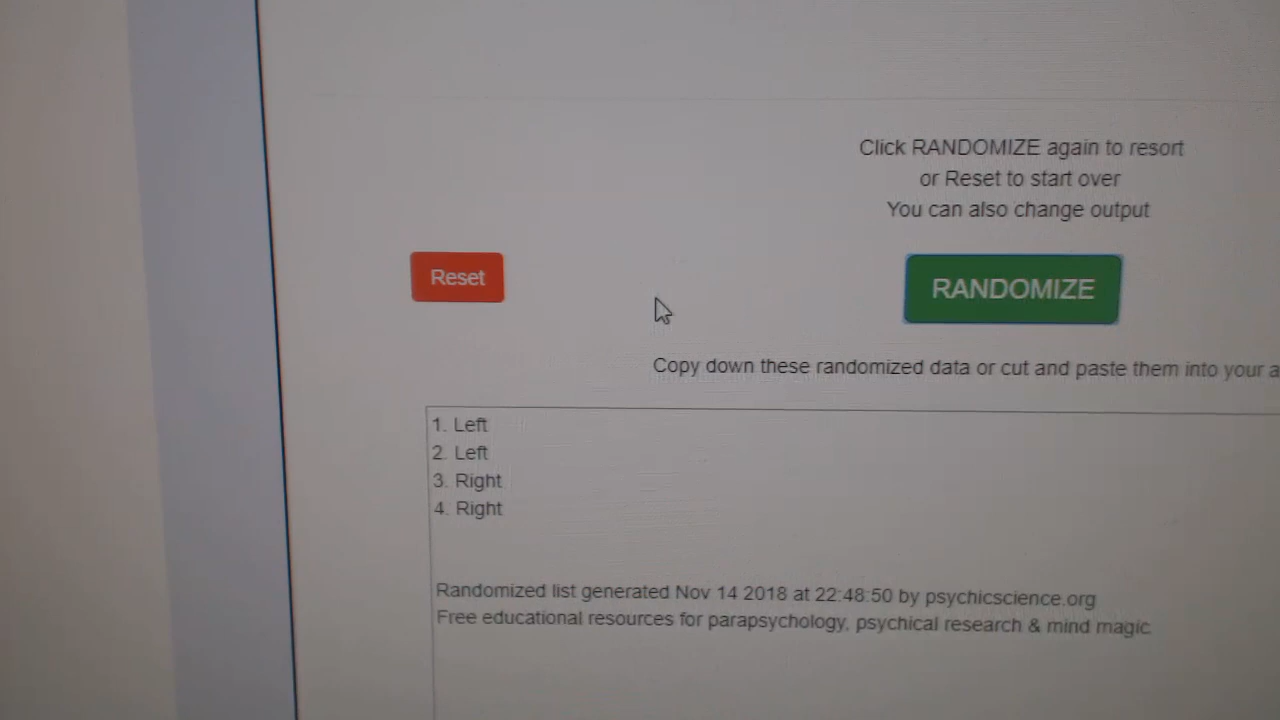 Click RANDOMIZE again to resort
or Reset to start over
You can also change output
Reset
RANDOMIZE
Copy down these randomized data or cut and paste them into your a
1. Left
2. Left
3. Right
4. Right
Randomized list generated Nov 14 2018 at 22:48:50 by psychicscience.org
Free educational resources for parapsychology, psychical research & mind magic